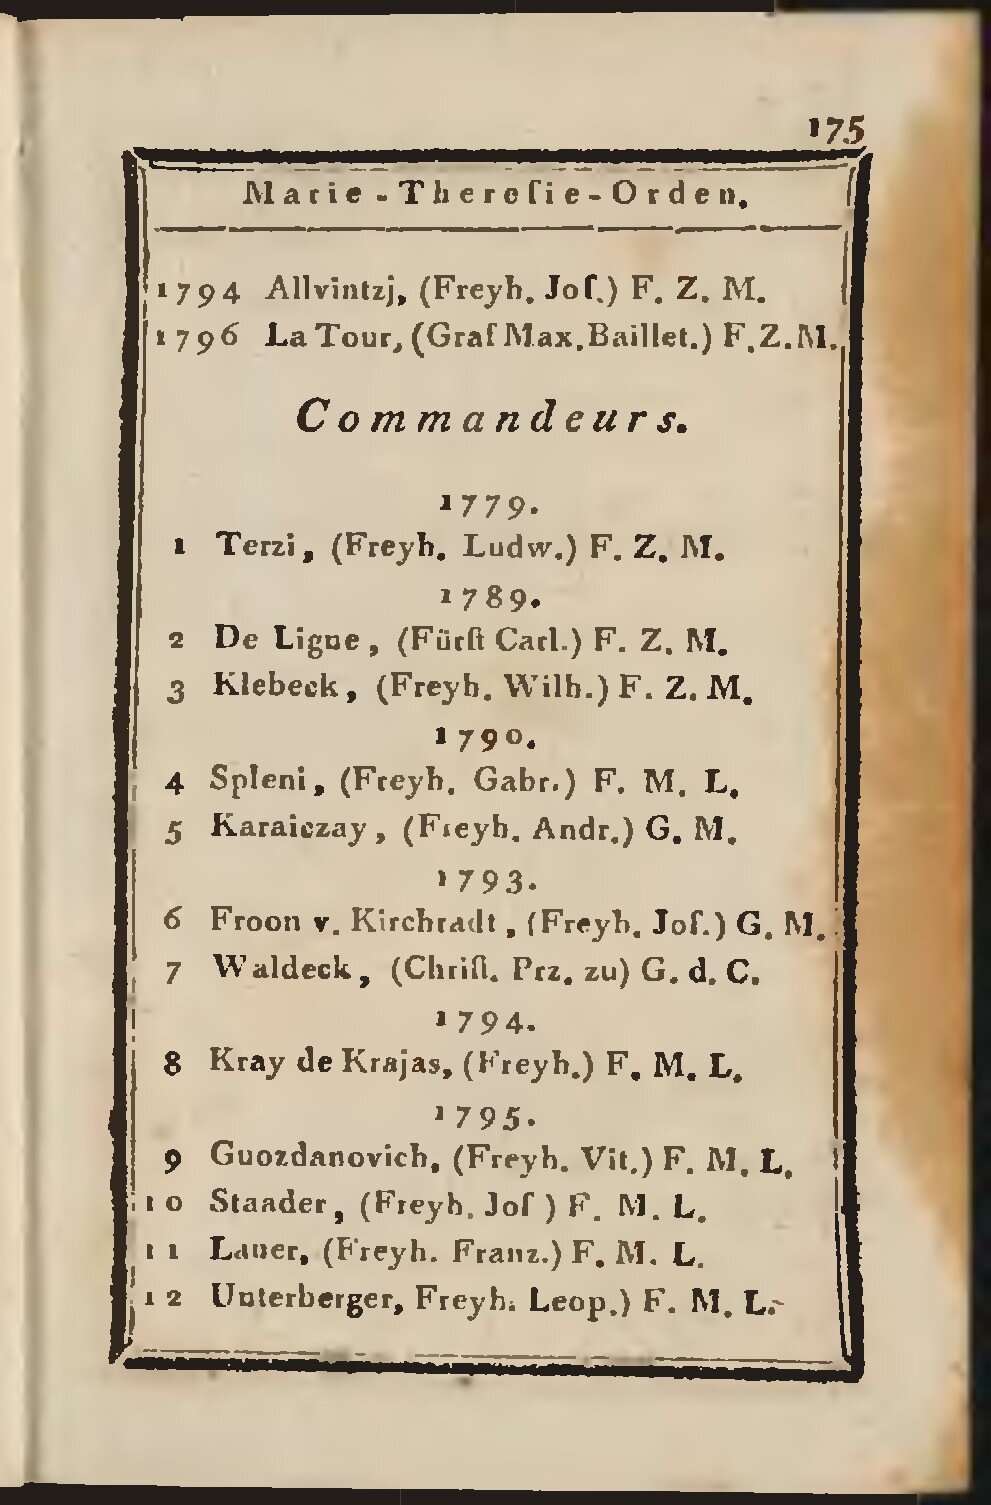 175
Marie-Thereſie-Orden.
1794 Allvintzj, (Freyh. Joſ.) F. Z. M.
1796 La Tour, (Graf Max. Baillet.) F. Z. M.
Commandeurs.
1779.
1 Terzi, (Freyh. Ludw.) F. Z. M.
1789.
2 De Ligne, (Fürſt Carl.) F. Z. M.
3 Klebeck, (Freyh. Wilh.) F. Z. M.
1790.
4 Spleni, (Freyh. Gabr.) F. M. L.
5 Karaiczay, (Freyh. Andr.) G. M.
1793.
6 Froon v. Kirchradt, (Freyh. Joſ.) G. M.
7 Waldeck, (Chriſt. Prz. zu) G. d. C.
1794.
8 Kray de Krajas, (Freyh.) F. M. L.
1795.
9 Guozdanovich, (Freyh. Vit.) F. M. L.
10 Staader, (Freyh. Joſ ) F. M. L.
11 Lauer, (Freyh. Franz.) F. M. L.
12 Unterberger, Freyh. Leop.) F. M. L.